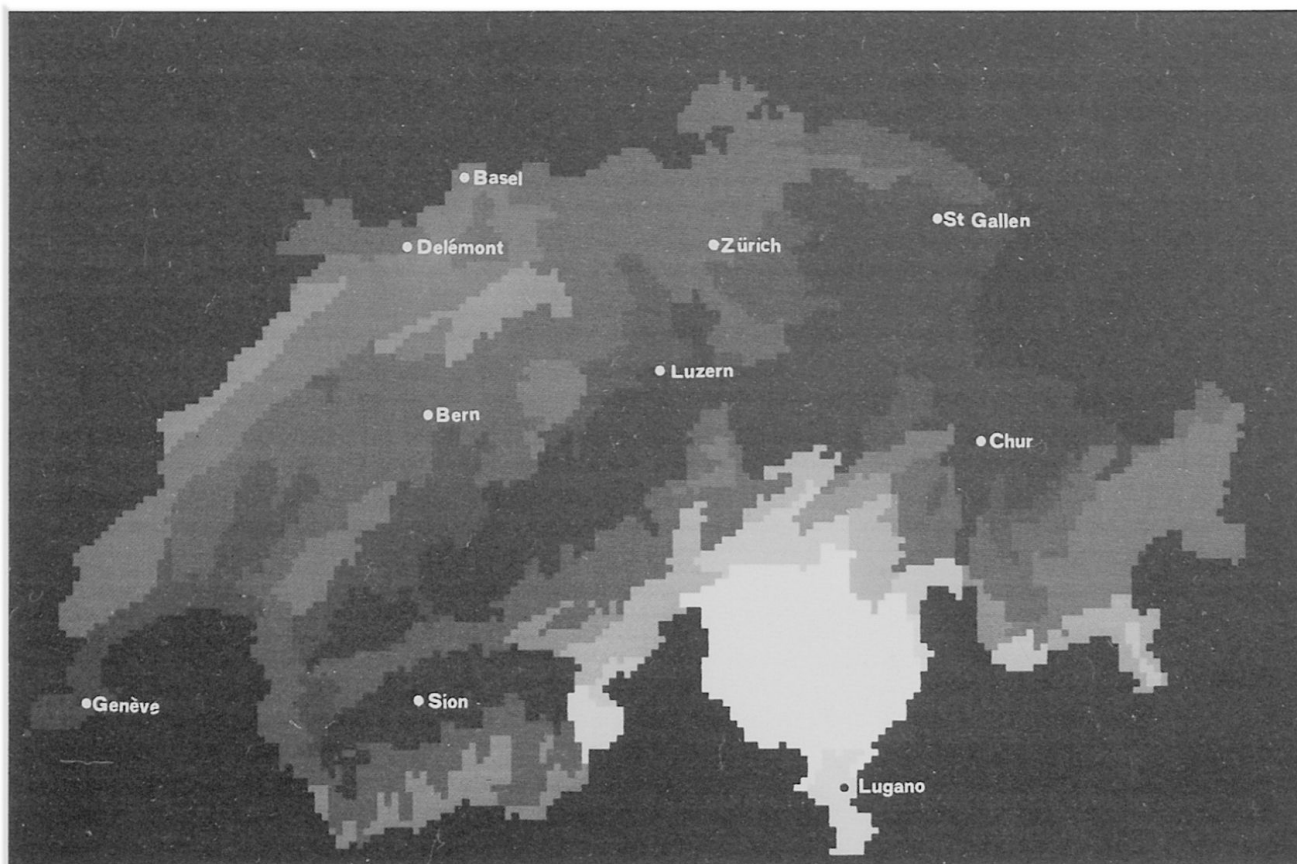 Basel
St Gallen
Delémont
Zürich
Luzern
Bern
Chur
Genève
Sion
Lugano